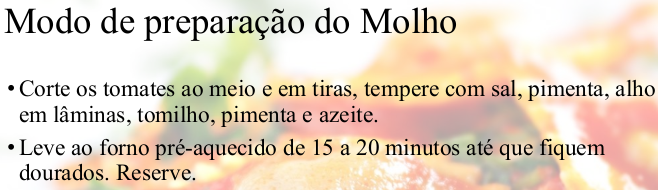 Modo de preparação do Molho
• Corte os tomates ao meio e em tiras, tempere com sal, pimenta, alho
em lâminas, tomilho, pimenta e azeite.
• Leve ao forno pré-aquecido de 15 a 20 minutos até que fiquem
dourados. Reserve.